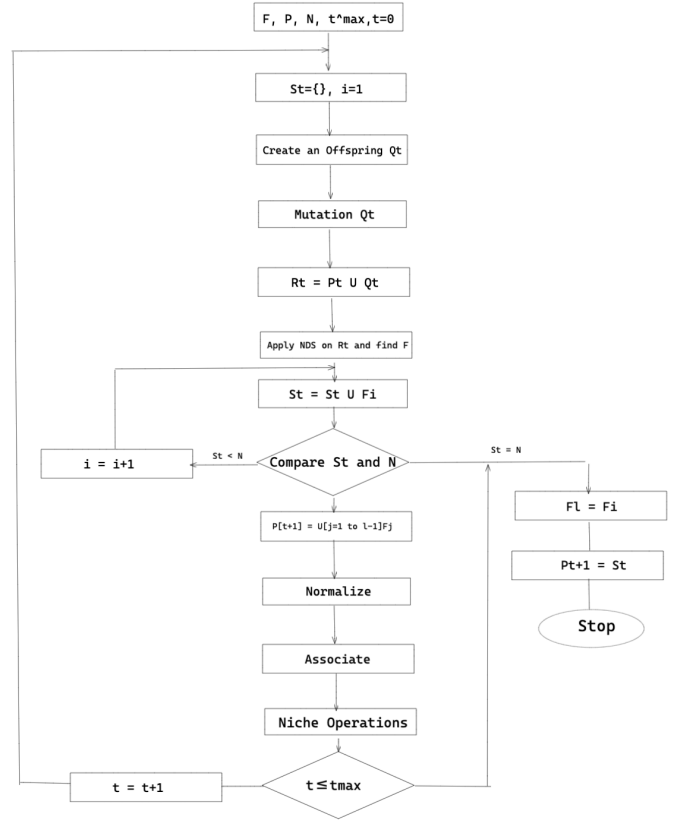 F, P, N, t^max,t=0
St={}, i=1
Create an Offspring Qt
Mutation Qt
Rt = Pt U Qt
Apply NDS on Rt and find F
St = St U Fi
Compare St and N
St < N
i = i+1
St = N
Fl = Fi
Pt+1 = St
Stop
P[t+1] = U[j=1 to l-1]Fj
Normalize
Associate
Niche Operations
t≤tmax
t = t+1